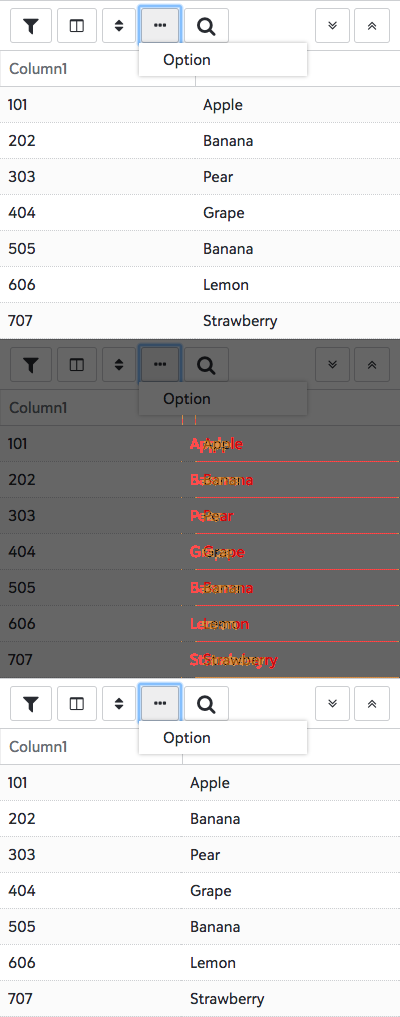 Option
Column1
101 Apple
202 Banana
303 Pear
404 Grape
505 Banana
606 Lemon
707 Strawberry
Option
Column1
101 Apple
202 Banana
303 Pear
404 Grape
505 Banana
606 Lemon
707 Strawberry
Option
Column1
101 Apple
202 Banana
303 Pear
404 Grape
505 Banana
606 Lemon
707 Strawberry